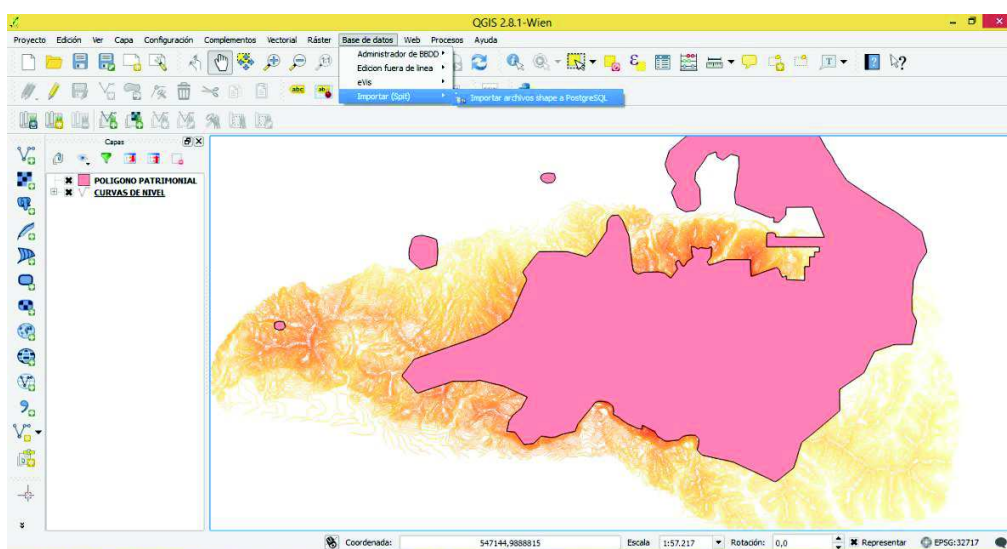 QGIS 2.8.1-Wien
Proyecto Edición Ver Capa Configuración Complementos Vectorial Ráster Base de datos Web Procesos Ayuda
Administrador de BBDD
Edicion fuera de linea
eVis
Importar (Spit)
Importar archivos shape a PostgreSQL
abc
Capas
POLIGONO PATRIMONIAL
CURVAS DE NIVEL
Coordenada: 547144,9888815 Escala 1:57.217 Rotación: 0,0 Representar EPSG:32717